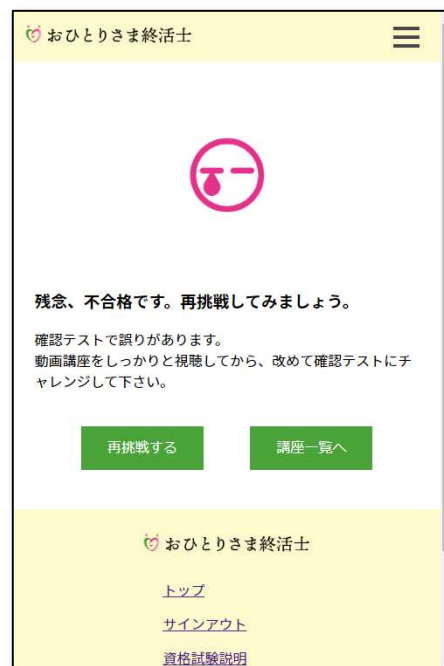 おひとりさま終活士
残念、不合格です。再挑戦してみましょう。
確認テストで誤りがあります。
動画講座をしっかりと視聴してから、改めて確認テストにチ
ャレンジして下さい。
再挑戦する
講座一覧へ
おひとりさま終活士
トップ
サインアウト
資格試験説明